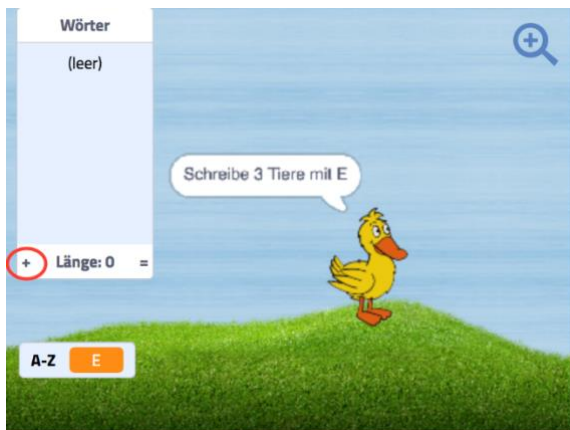 Wörter
(leer)
Schreibe 3 Tiere mit E
+ Länge: 0 =
A-Z E